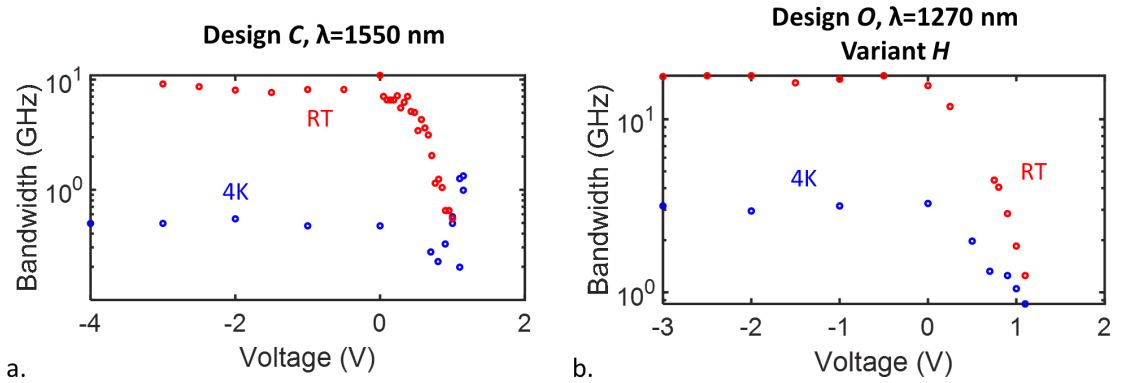 Design C, λ=1550 nm
Bandwidth (GHz)
10^1
10^0
RT
4K
-4
-2
0
2
Voltage (V)
a.
Design O, λ=1270 nm
Variant H
Bandwidth (GHz)
10^1
10^0
4K
RT
-3
-2
-1
0
1
2
Voltage (V)
b.